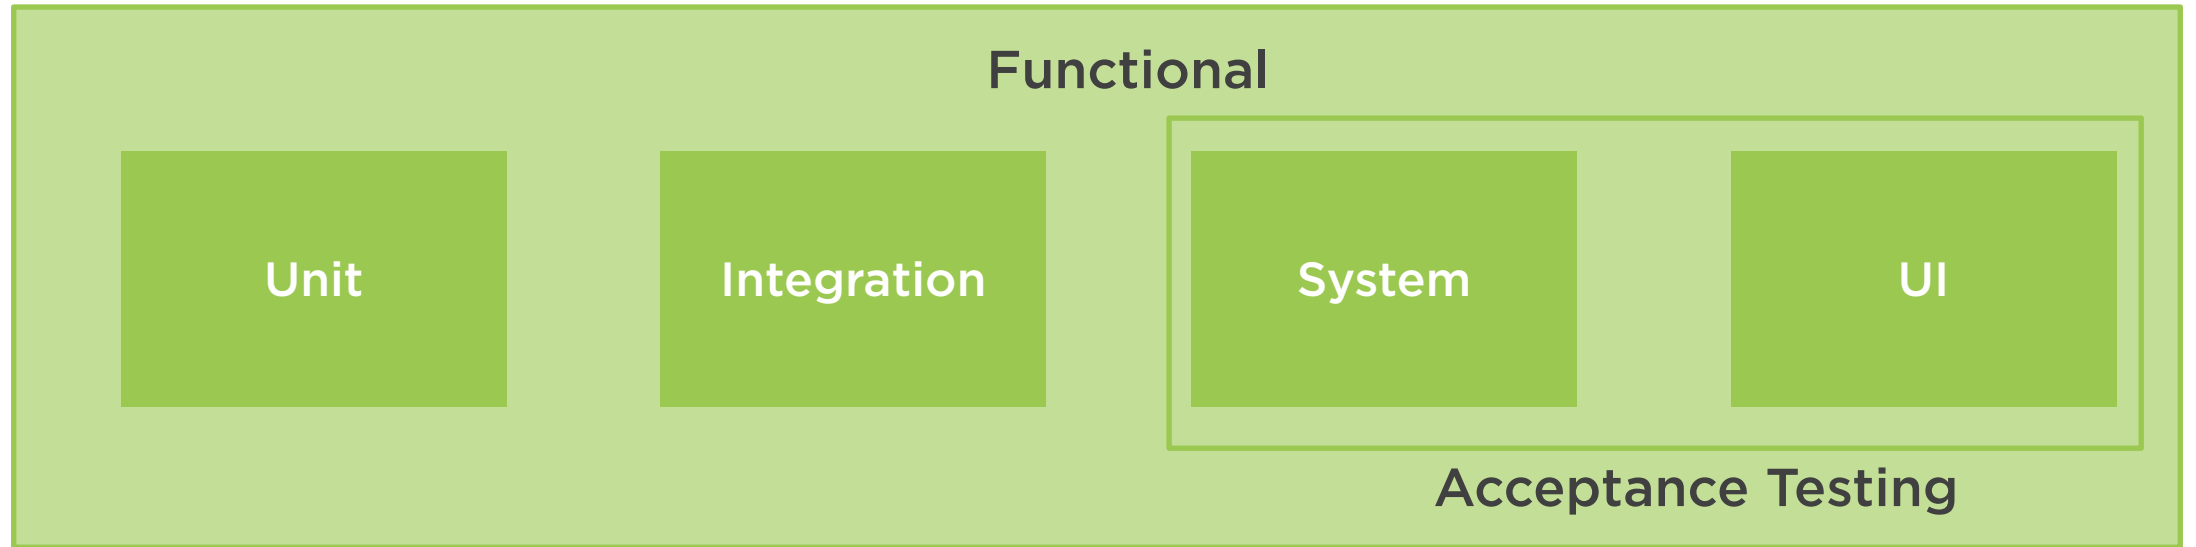 Functional
Unit
Integration
System
UI
Acceptance Testing